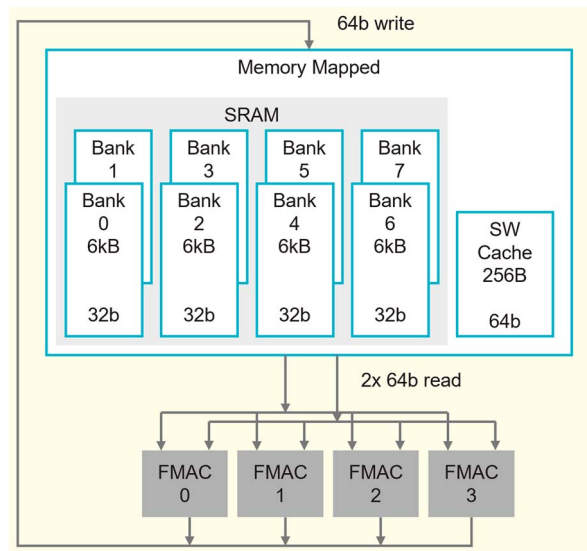 64b write
Memory Mapped
SRAM
Bank
1
Bank
3
Bank
5
Bank
7
Bank
0
6kB
32b
Bank
2
6kB
32b
Bank
4
6kB
32b
Bank
6
6kB
32b
SW
Cache
256B
64b
2x 64b read
FMAC
0
FMAC
1
FMAC
2
FMAC
3